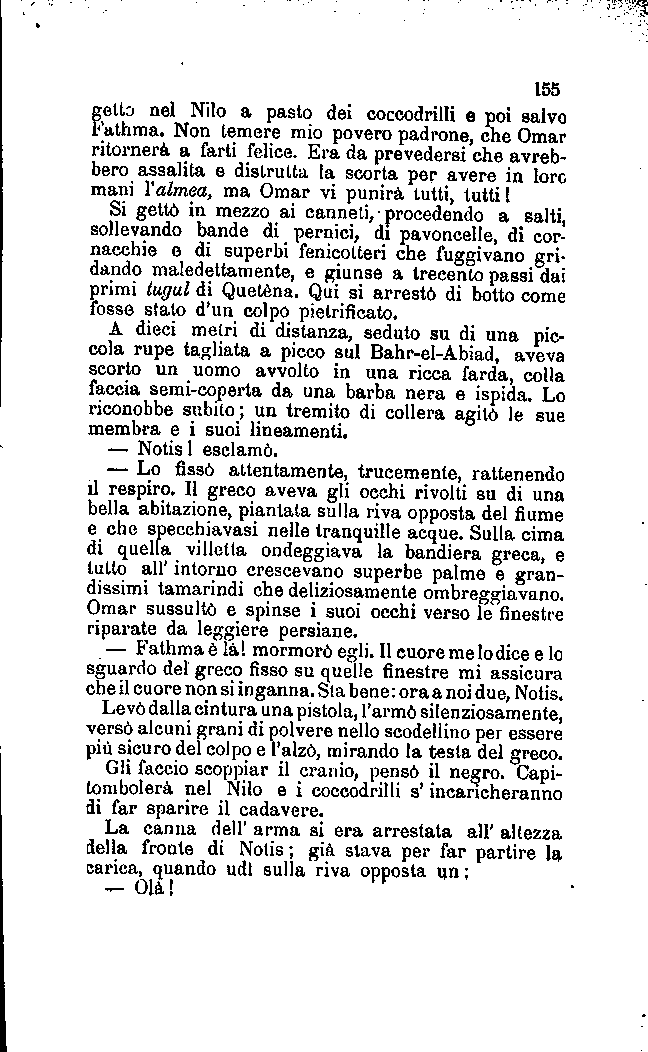 155
getto nel Nilo a pasto dei coccodrilli e poi salvo
Fathma. Non temere mio povero padrone, che Omar
ritornerà a farti felice. Era da prevedersi che avreb-
bero assalita e distrutta la scorta per avere in loro
mani l'almea, ma Omar vi punirà tutti, tutti!
Si gettò in mezzo ai canneti, procedendo a salti,
sollevando bande di pernici, di pavoncelle, di cor-
nacchie e di superbi fenicotteri che fuggivano gri-
dando maledettamente, e giunse a trecento passi dai
primi tugul di Quetêna. Qui si arrestò di botto come
fosse stato d'un colpo pietrificato.
A dieci metri di distanza, seduto su di una pic-
cola rupe tagliata a picco sul Bahr-el-Abiad, aveva
scorto un uomo avvolto in una ricca farda, colla
faccia semi-coperta da una barba nera e ispida. Lo
riconobbe subito; un tremito di collera agitò le sue
membra e i suoi lineamenti.
— Notis! esclamò.
— Lo fissò attentamente, trucemente, rattenendo
il respiro. Il greco aveva gli occhi rivolti su di una
bella abitazione, piantata sulla riva opposta del fiume
e che specchiavasi nelle tranquille acque. Sulla cima
di quella villetta ondeggiava la bandiera greca, e
tutto all' intorno crescevano superbe palme e gran-
dissimi tamarindi che deliziosamente ombreggiavano.
Omar sussultò e spinse i suoi occhi verso le finestre
riparate da leggiere persiane.
— Fathma è là! mormorò egli. Il cuore me lo dice e lo
sguardo del greco fisso su quelle finestre mi assicura
che il cuore non si inganna. Sta bene: ora a noi due, Notis.
Levò dalla cintura una pistola, l'armò silenziosamente,
versò alcuni grani di polvere nello scodellino per essere
più sicuro del colpo e l'alzò, mirando la testa del greco.
Gli faccio scoppiar il cranio, pensò il negro. Capi-
tombolerà nel Nilo e i coccodrilli s' incaricheranno
di far sparire il cadavere.
La canna dell' arma si era arrestata all' altezza
della fronte di Notis; già stava per far partire la
carica, quando udì sulla riva opposta un:
— Olà!